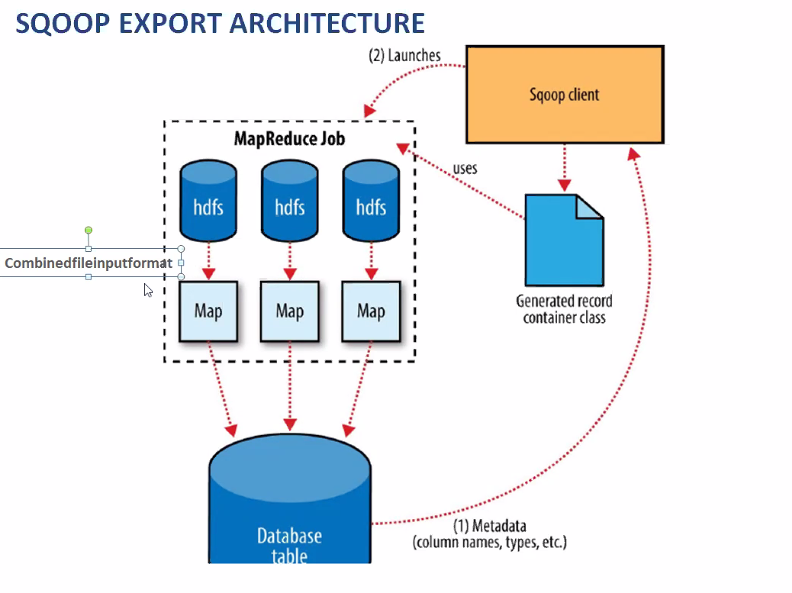 SQOOP EXPORT ARCHITECTURE
(2) Launches
Sqoop client
MapReduce Job
uses
hdfs
hdfs
hdfs
Combinedfileinputformat
Map
Map
Map
Generated record
container class
Database
table
(1) Metadata
(column names, types, etc.)